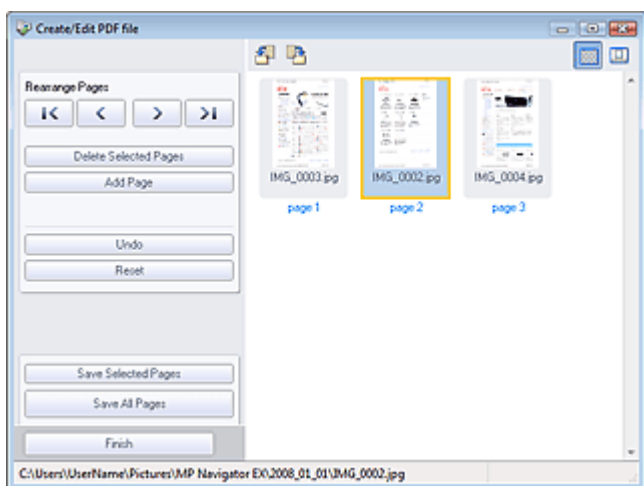 Create/Edit PDF file
Rearrange Pages
Delete Selected Pages
Add Page
Undo
Reset
Save Selected Pages
Save All Pages
Finish
IMG_0003.jpg
IMG_0002.jpg
IMG_0004.jpg
page 1
page 2
page 3
C:\Users\UserName\Pictures\MP Navigator EX\2008_01_01\IMG_0002.jpg